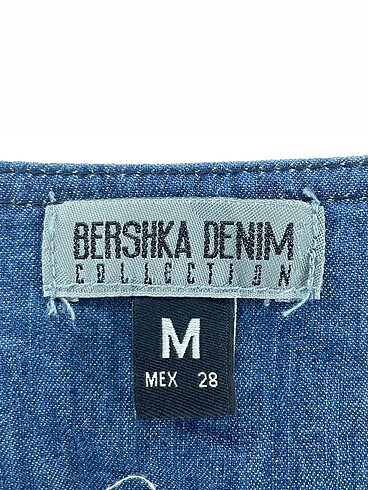 BERSHKA DENIM
COLLECTION
M
MEX 28